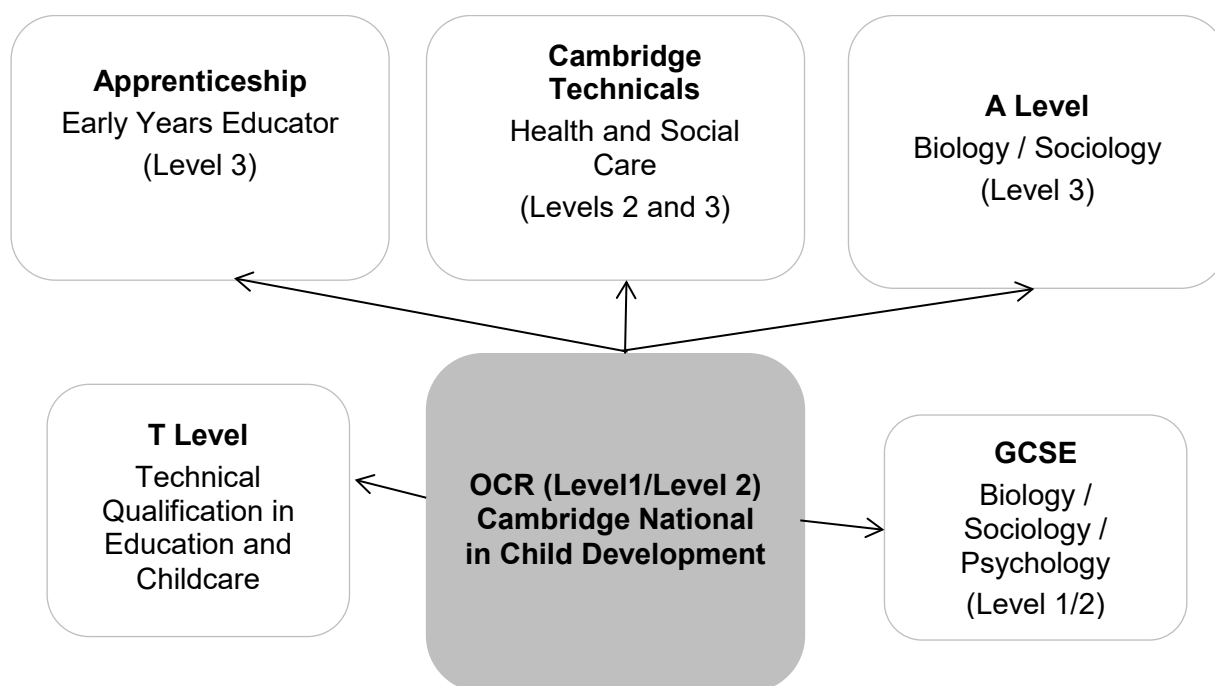 Apprenticeship
Early Years Educator
(Level 3)
Cambridge
Technicals
Health and Social
Care
(Levels 2 and 3)
A Level
Biology / Sociology
(Level 3)
T Level
Technical
Qualification in
Education and
Childcare
OCR (Level1/Level 2)
Cambridge National
in Child Development
GCSE
Biology /
Sociology /
Psychology
(Level 1/2)